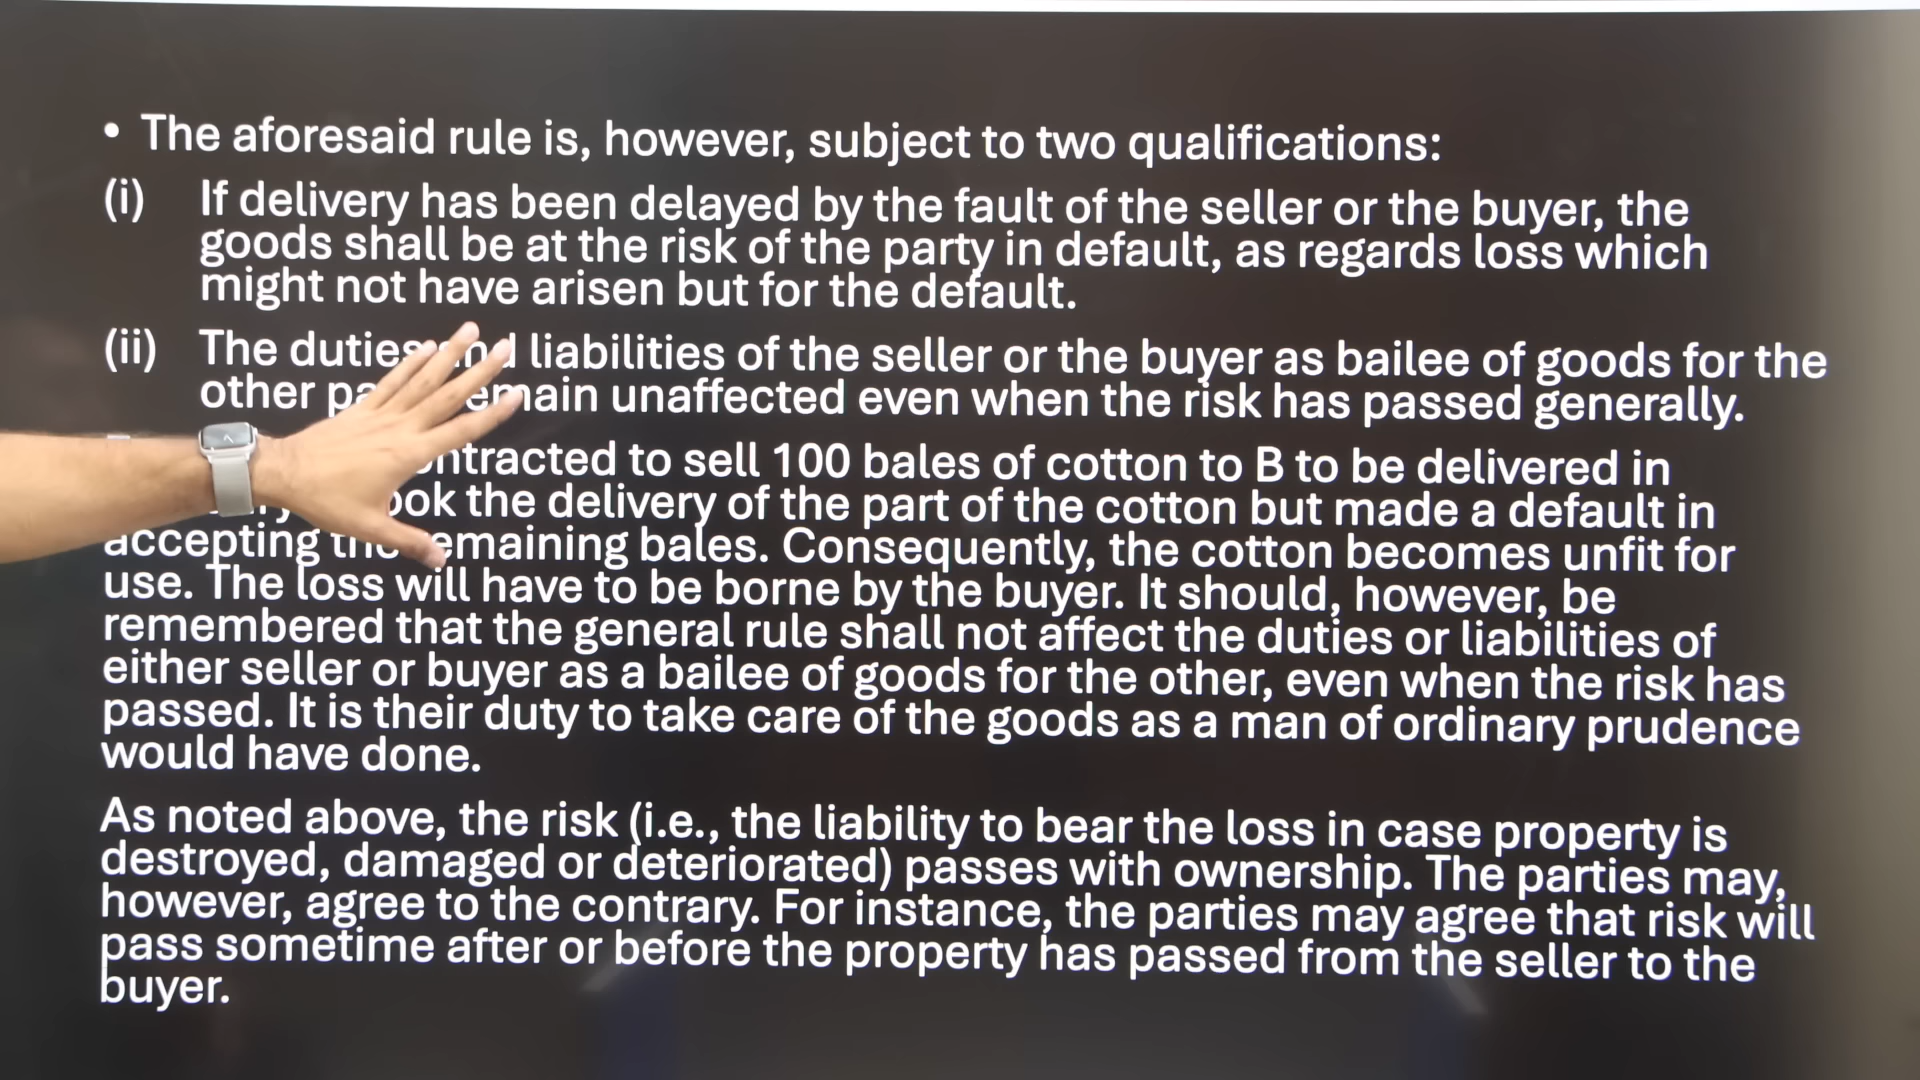 • The aforesaid rule is, however, subject to two qualifications:
(i) If delivery has been delayed by the fault of the seller or the buyer, the
goods shall be at the risk of the party in default, as regards loss which
might not have arisen but for the default.
(ii) The duties and liabilities of the seller or the buyer as bailee of goods for the
other remain unaffected even when the risk has passed generally.
to sell 100 bales of cotton to B to be delivered in
the delivery of the part of the cotton but made a default in
accepting the remaining bales. Consequently, the cotton becomes unfit for
use. The loss will have to be borne by the buyer. It should, however, be
remembered that the general rule shall not affect the duties or liabilities of
either seller or buyer as a bailee of goods for the other, even when the risk has
passed. It is their duty to take care of the goods as a man of ordinary prudence
would have done.
As noted above, the risk (i.e., the liability to bear the loss in case property is
destroyed, damaged or deteriorated) passes with ownership. The parties may,
however, agree to the contrary. For instance, the parties may agree that risk will
pass sometime after or before the property has passed from the seller to the
buyer.